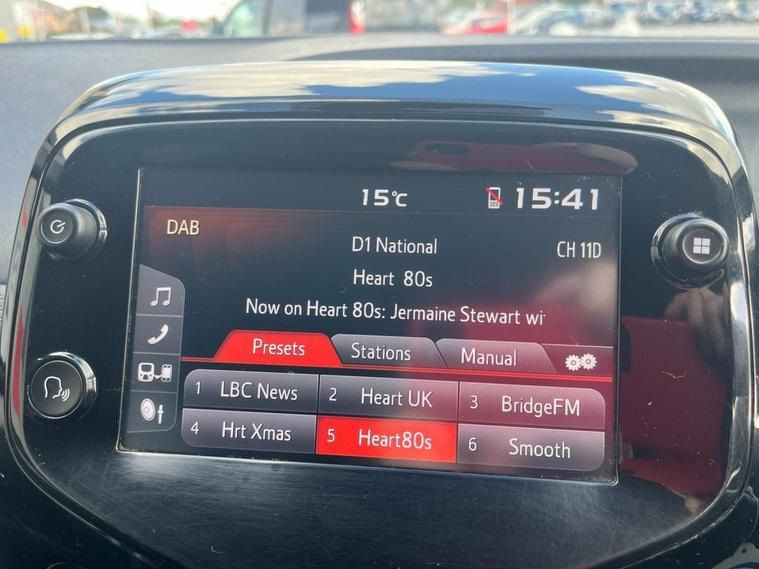 15°C 15:41
DAB
D1 National CH 11D
Heart 80s
Now on Heart 80s: Jermaine Stewart wi
Presets Stations Manual
1 LBC News 2 Heart UK 3 BridgeFM
4 Hrt Xmas 5 Heart80s 6 Smooth